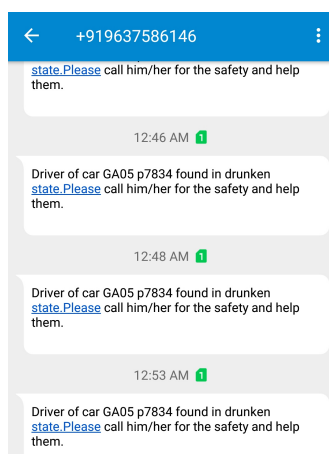 +919637586146
state.Please call him/her for the safety and help
them.
12:46 AM 1
Driver of car GA05 p7834 found in drunken
state.Please call him/her for the safety and help
them.
12:48 AM 1
Driver of car GA05 p7834 found in drunken
state.Please call him/her for the safety and help
them.
12:53 AM 1
Driver of car GA05 p7834 found in drunken
state.Please call him/her for the safety and help
them.